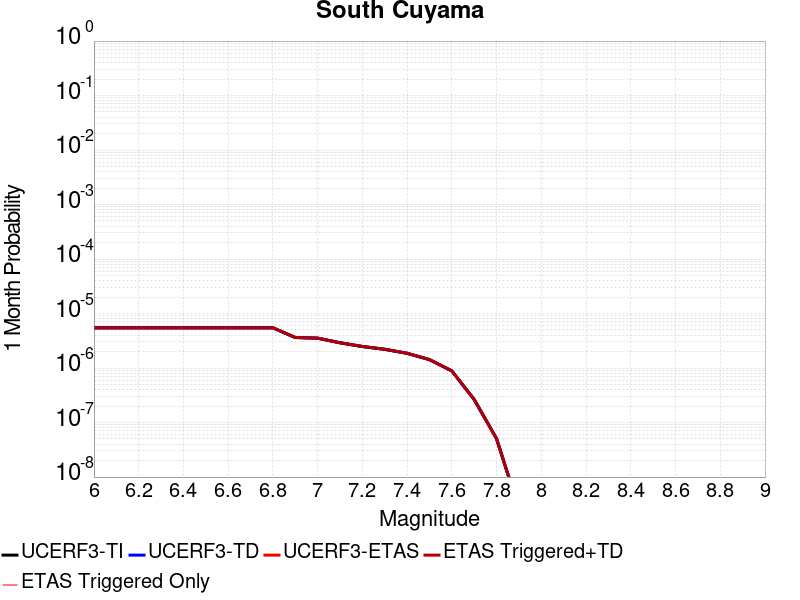 South Cuyama
1 Month Probability
10^0
10^-1
10^-2
10^-3
10^-4
10^-5
10^-6
10^-7
10^-8
6 6.2 6.4 6.6 6.8 7 7.2 7.4 7.6 7.8 8 8.2 8.4 8.6 8.8 9
Magnitude
UCERF3-TI UCERF3-TD UCERF3-ETAS ETAS Triggered+TD
ETAS Triggered Only